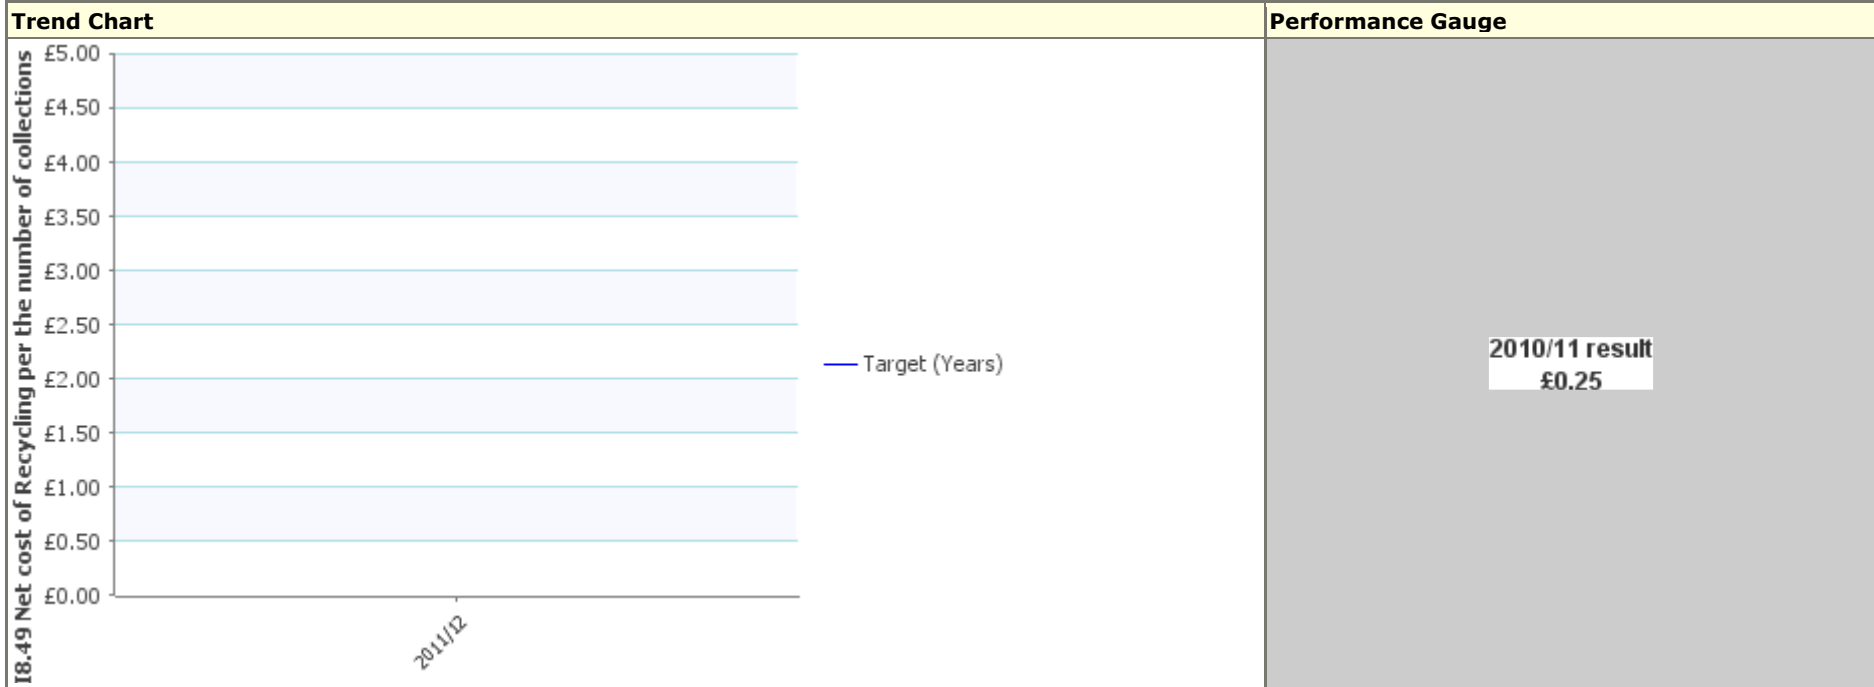 Trend Chart
Performance Gauge
I8.49 Net cost of Recycling per the number of collections
£5.00
£4.50
£4.00
£3.50
£3.00
£2.50
£2.00
£1.50
£1.00
£0.50
£0.00
2011/12
Target (Years)
2010/11 result
£0.25